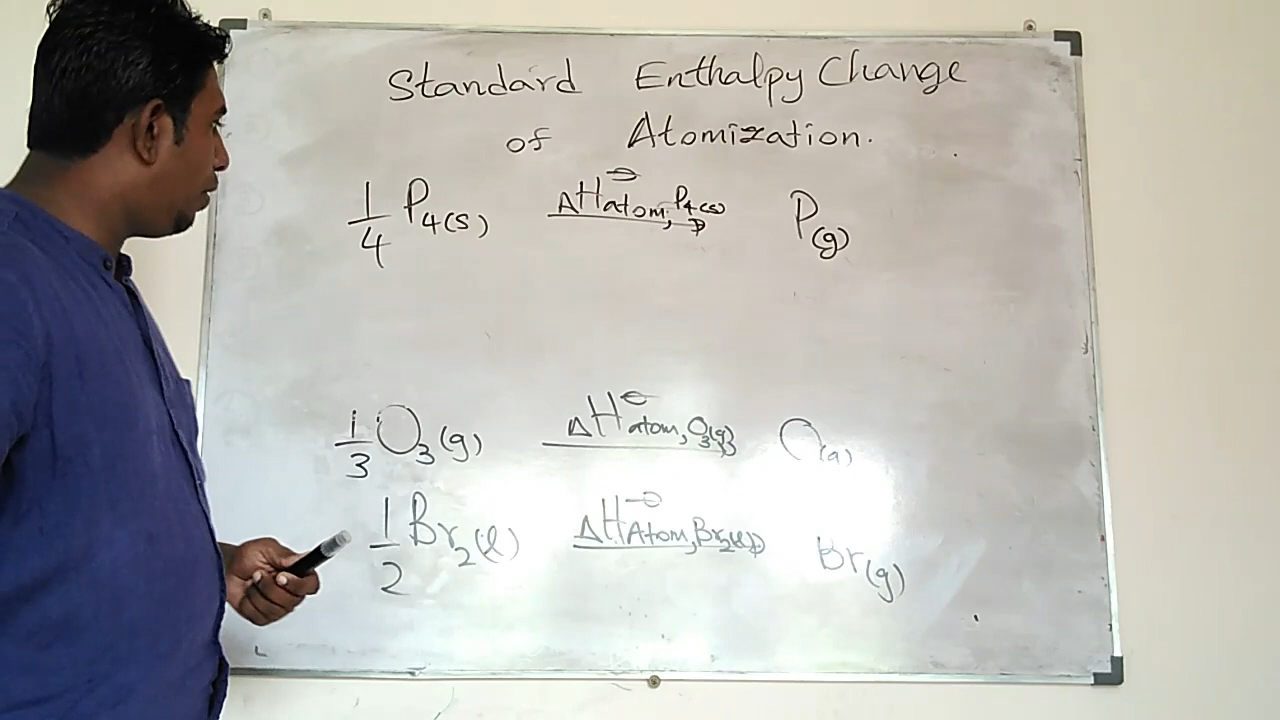 Standard Enthalpy Change
of Atomization.
1/4 P₄(s) ΔH⊖atom, P₄(s) → P(g)
1/3 O₃(g) ΔH⊖atom, O₃(g) → O(g)
1/2 Br₂(l) ΔH⊖Atom, Br₂(l) → Br(g)